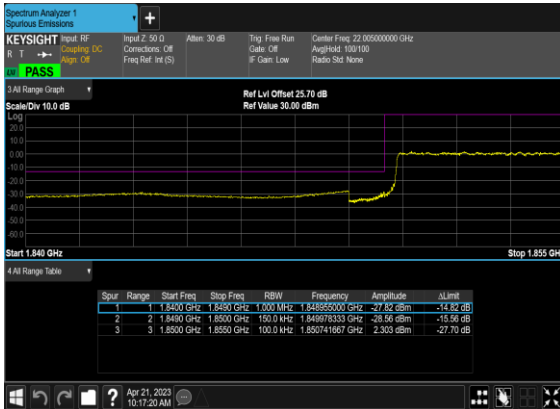 Spectrum Analyzer 1
Spurious Emissions
+
KEYSIGHT Input: RF Input Z: 50 Ω Atten: 30 dB Trig: Free Run Center Freq: 22.005000000 GHz
R T Coupling: DC Corrections: Off Gate: Off Avg|Hold: 100/100
Align: Off Freq Ref: Int (S) IF Gain: Low Radio Std: None
PASS
3 All Range Graph
Ref Lvl Offset 25.70 dB
Scale/Div 10.0 dB Ref Value 30.00 dBm
Log
20.0
10.0
0.00
-10.0
-20.0
-30.0
-40.0
-50.0
-60.0
Start 1.840 GHz Stop 1.855 GH
4 All Range Table
Spur Range Start Freq Stop Freq RBW Frequency Amplitude ΔLimit
1 1 1.8400 GHz 1.8490 GHz 1.000 MHz 1.848955000 GHz -27.82 dBm -14.82 dB
2 2 1.8490 GHz 1.8500 GHz 150.0 kHz 1.849978333 GHz -28.56 dBm -15.56 dB
3 3 1.8500 GHz 1.8550 GHz 100.0 kHz 1.850741667 GHz 2.303 dBm -27.70 dB
? Apr 21, 2023
10:17:20 AM